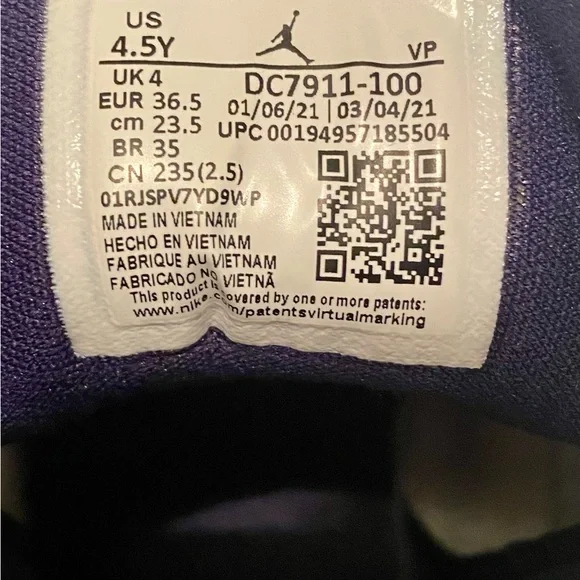 US
4.5Y
VP
UK 4
EUR 36.5
cm 23.5
BR 35
CN 235(2.5)
DC7911-100
01/06/21 | 03/04/21
UPC 00194957185504
01RJSPV7YD9WP
MADE IN VIETNAM
HECHO EN VIETNAM
FABRIQUE AU VIETNAM
FABRICADO NO VIETNÃ
This product is covered by one or more patents:
www.nike.com/patentsvirtualmarking